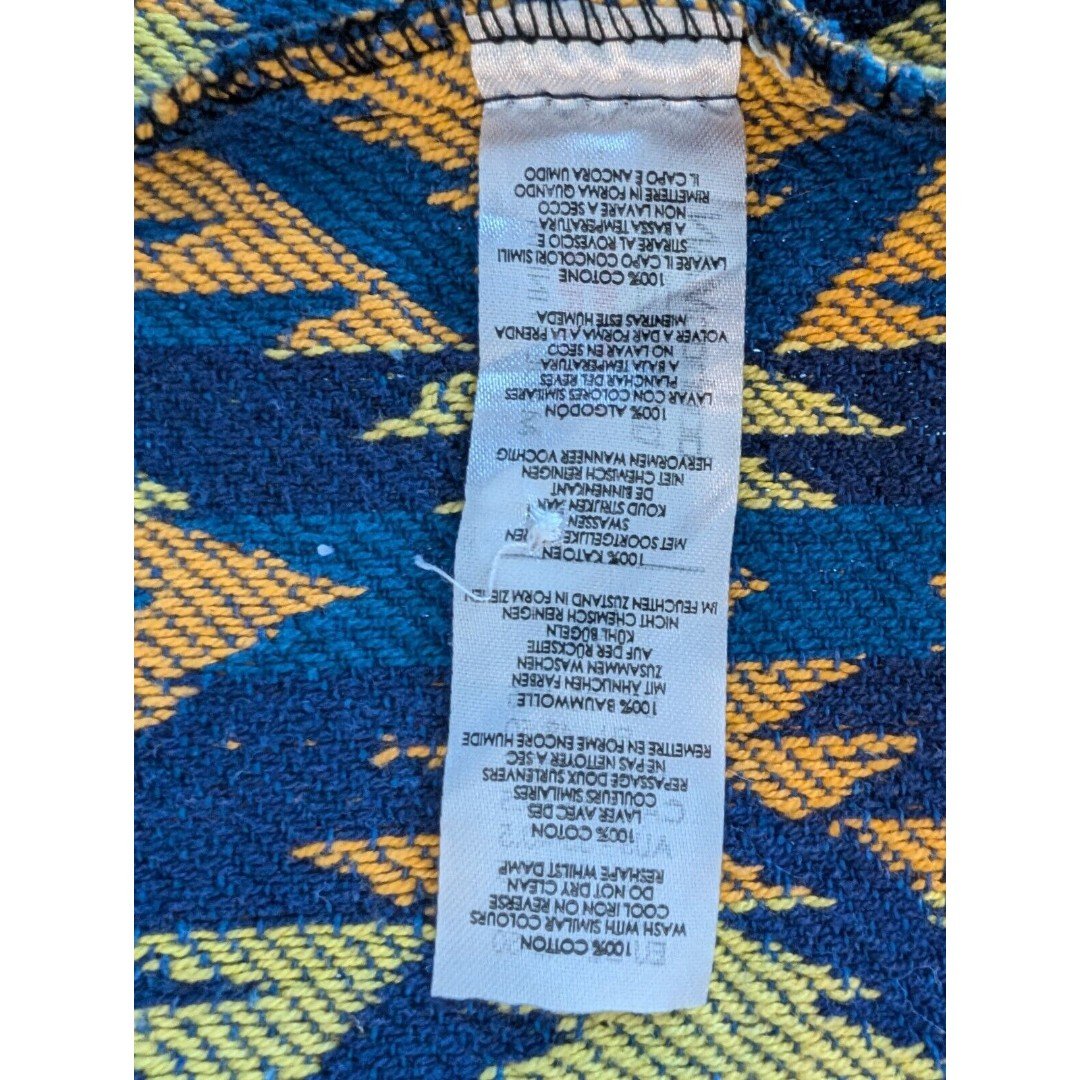 100% COTTON
WASH WITH SIMILAR COLOURS
COOL IRON ON REVERSE
DO NOT DRY CLEAN
RESHAPE WHILST DAMP
100% COTON
LAVER AVEC DES
COULEURS SIMILAIRES
REPASSAGE DOUX SUR L'ENVERS
NE PAS NETTOYER A SEC
REMETTRE EN FORME ENCORE HUMIDE
100% BAUMWOLLE
MIT ÄHNLICHEN FARBEN
ZUSAMMEN WASCHEN
AUF DER RÜCKSEITE
KÜHL BÜGELN
NICHT CHEMISCH REINIGEN
IM FEUCHTEN ZUSTAND IN FORM ZIEHEN
100% KATOEN
MET SOORTGELIJKE
WASSEN
KOUD STRIJKEN AAN
DE BINNENKANT
NIET CHEMISCH REINIGEN
HERVORMEN WANNEER VOCHTIG
100% ALGODÓN
LAVAR CON COLORES SIMILARES
PLANCHAR DEL REVES
A BAJA TEMPERATURA
NO LAVAR EN SECO
VOLVER A DAR FORMA A LA PRENDA
MIENTRAS ESTE HÚMEDA
100% COTONE
LAVARE IL CAPO CON COLORI SIMILI
STIRARE AL ROVESCIO E
A BASSA TEMPERATURA
NON LAVARE A SECCO
RIMETTERE IN FORMA QUANDO
IL CAPO E ANCORA UMIDO